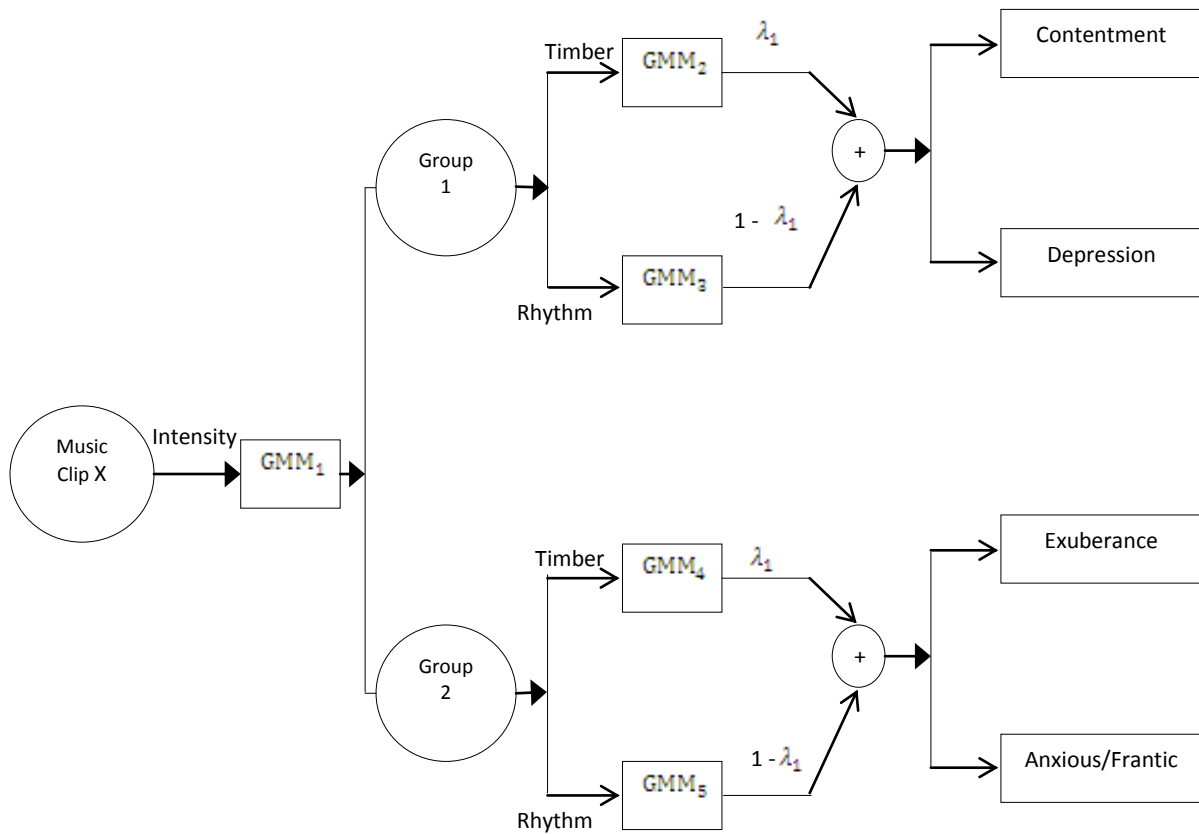 Contentment
Timber
GMM₂
λ₁
Group
1
+
1 - λ₁
Depression
GMM₃
Rhythm
Music
Clip X
Intensity
GMM₁
Exuberance
Timber
GMM₄
λ₁
Group
2
+
1 - λ₁
Anxious/Frantic
GMM₅
Rhythm